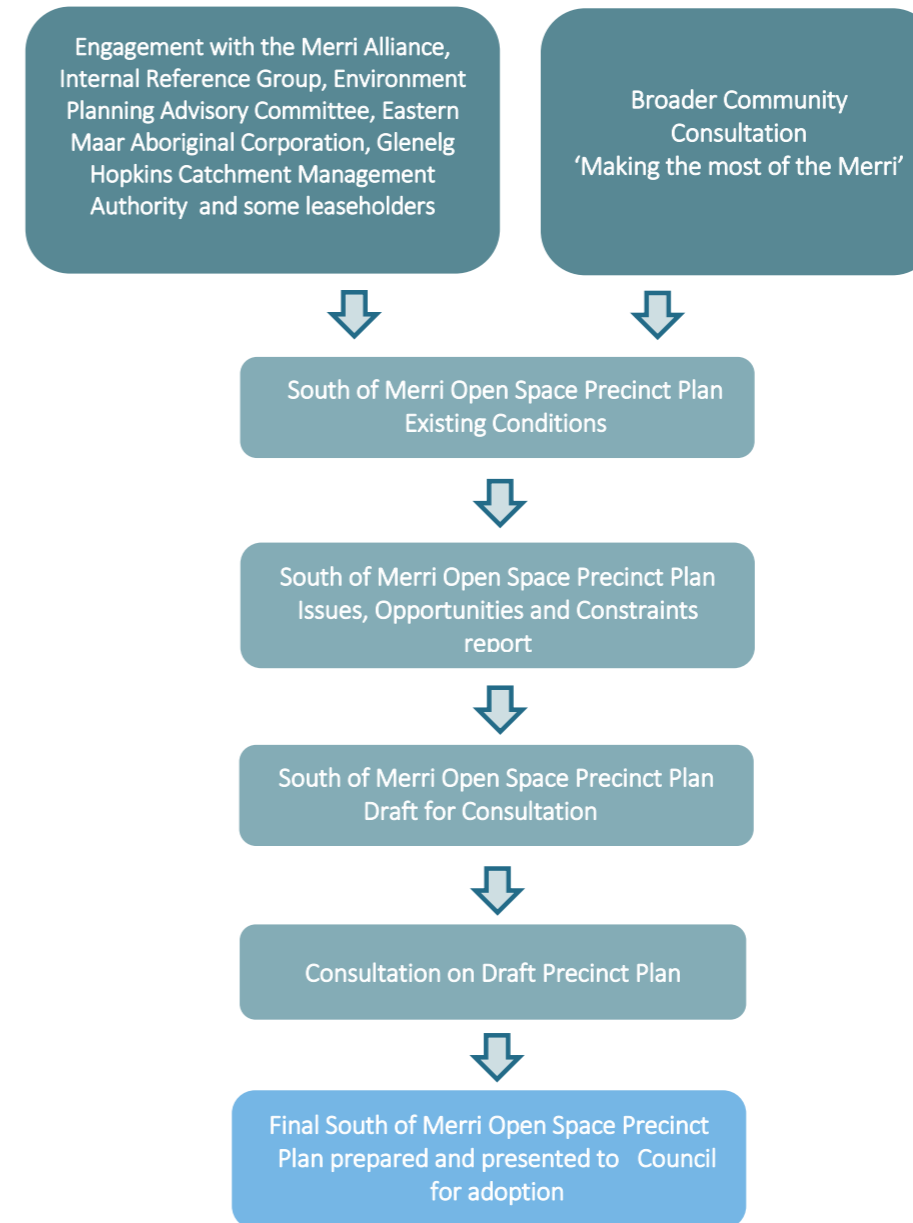 Engagement with the Merri Alliance,
Internal Reference Group, Environment
Planning Advisory Committee, Eastern
Maar Aboriginal Corporation, Glenelg
Hopkins Catchment Management
Authority and some leaseholders
Broader Community
Consultation
‘Making the most of the Merri’
South of Merri Open Space Precinct Plan
Existing Conditions
South of Merri Open Space Precinct Plan
Issues, Opportunities and Constraints
report
South of Merri Open Space Precinct Plan
Draft for Consultation
Consultation on Draft Precinct Plan
Final South of Merri Open Space Precinct
Plan prepared and presented to Council
for adoption